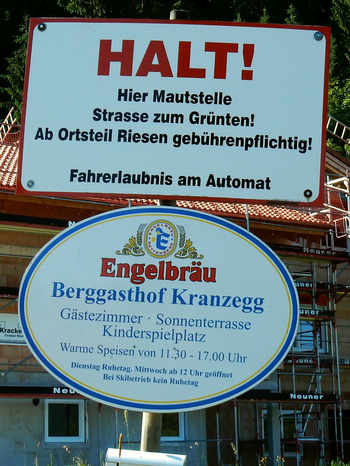 HALT!
Hier Mautstelle
Strasse zum Grünten!
Ab Ortsteil Riesen gebührenpflichtig!
Fahrerlaubnis am Automat
Engelbräu
Berggasthof Kranzegg
Gästezimmer · Sonnenterrasse
Kinderspielplatz
Warme Speisen von 11.30 - 17.00 Uhr
Dienstag Ruhetag. Mittwoch ab 12 Uhr geöffnet
Bei Skibetrieb kein Ruhetag
Neuner
Neuner
Neuner